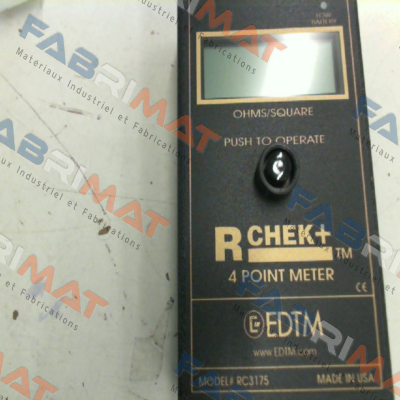 OHMS/SQUARE
PUSH TO OPERATE
R CHEK+ ™
4 POINT METER
CE
EDTM
www.EDTM.com
MODEL# RC3175 MADE IN USA
FABRIMAT
Materiaux Industriel et Fabrications